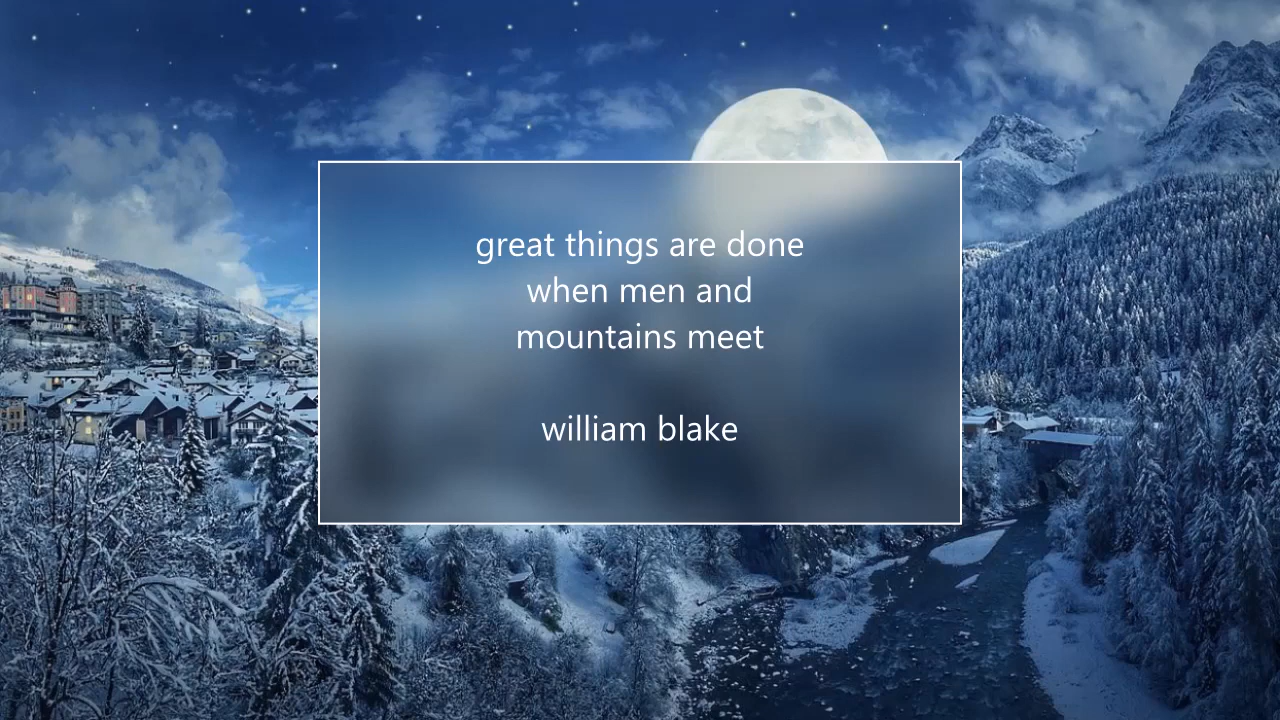 great things are done
when men and
mountains meet
william blake